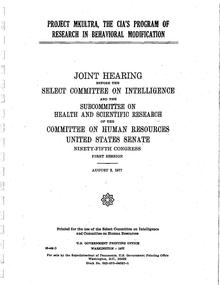 PROJECT MKULTRA, THE CIA'S PROGRAM OF
RESEARCH IN BEHAVIORAL MODIFICATION
JOINT HEARING
BEFORE THE
SELECT COMMITTEE ON INTELLIGENCE
AND THE
SUBCOMMITTEE ON
HEALTH AND SCIENTIFIC RESEARCH
OF THE
COMMITTEE ON HUMAN RESOURCES
UNITED STATES SENATE
NINETY-FIFTH CONGRESS
FIRST SESSION
AUGUST 3, 1977
Printed for the use of the Select Committee on Intelligence
and Committee on Human Resources
U.S. GOVERNMENT PRINTING OFFICE
WASHINGTON : 1977
For sale by the Superintendent of Documents, U.S. Government Printing Office
Washington, D.C. 20402
Stock No.